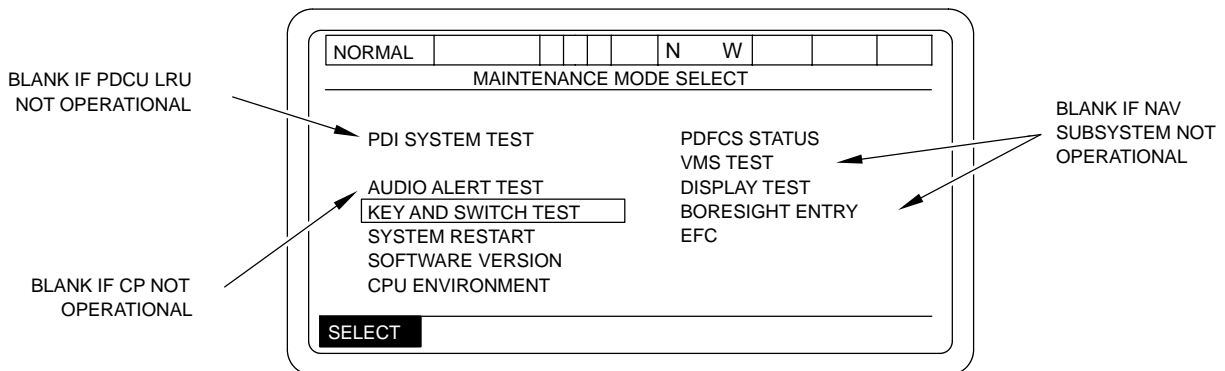 NORMAL N W
MAINTENANCE MODE SELECT
BLANK IF PDCU LRU
NOT OPERATIONAL
PDI SYSTEM TEST
AUDIO ALERT TEST
KEY AND SWITCH TEST
SYSTEM RESTART
SOFTWARE VERSION
CPU ENVIRONMENT
PDFCS STATUS
VMS TEST
DISPLAY TEST
BORESIGHT ENTRY
EFC
BLANK IF NAV
SUBSYSTEM NOT
OPERATIONAL
BLANK IF CP NOT
OPERATIONAL
SELECT